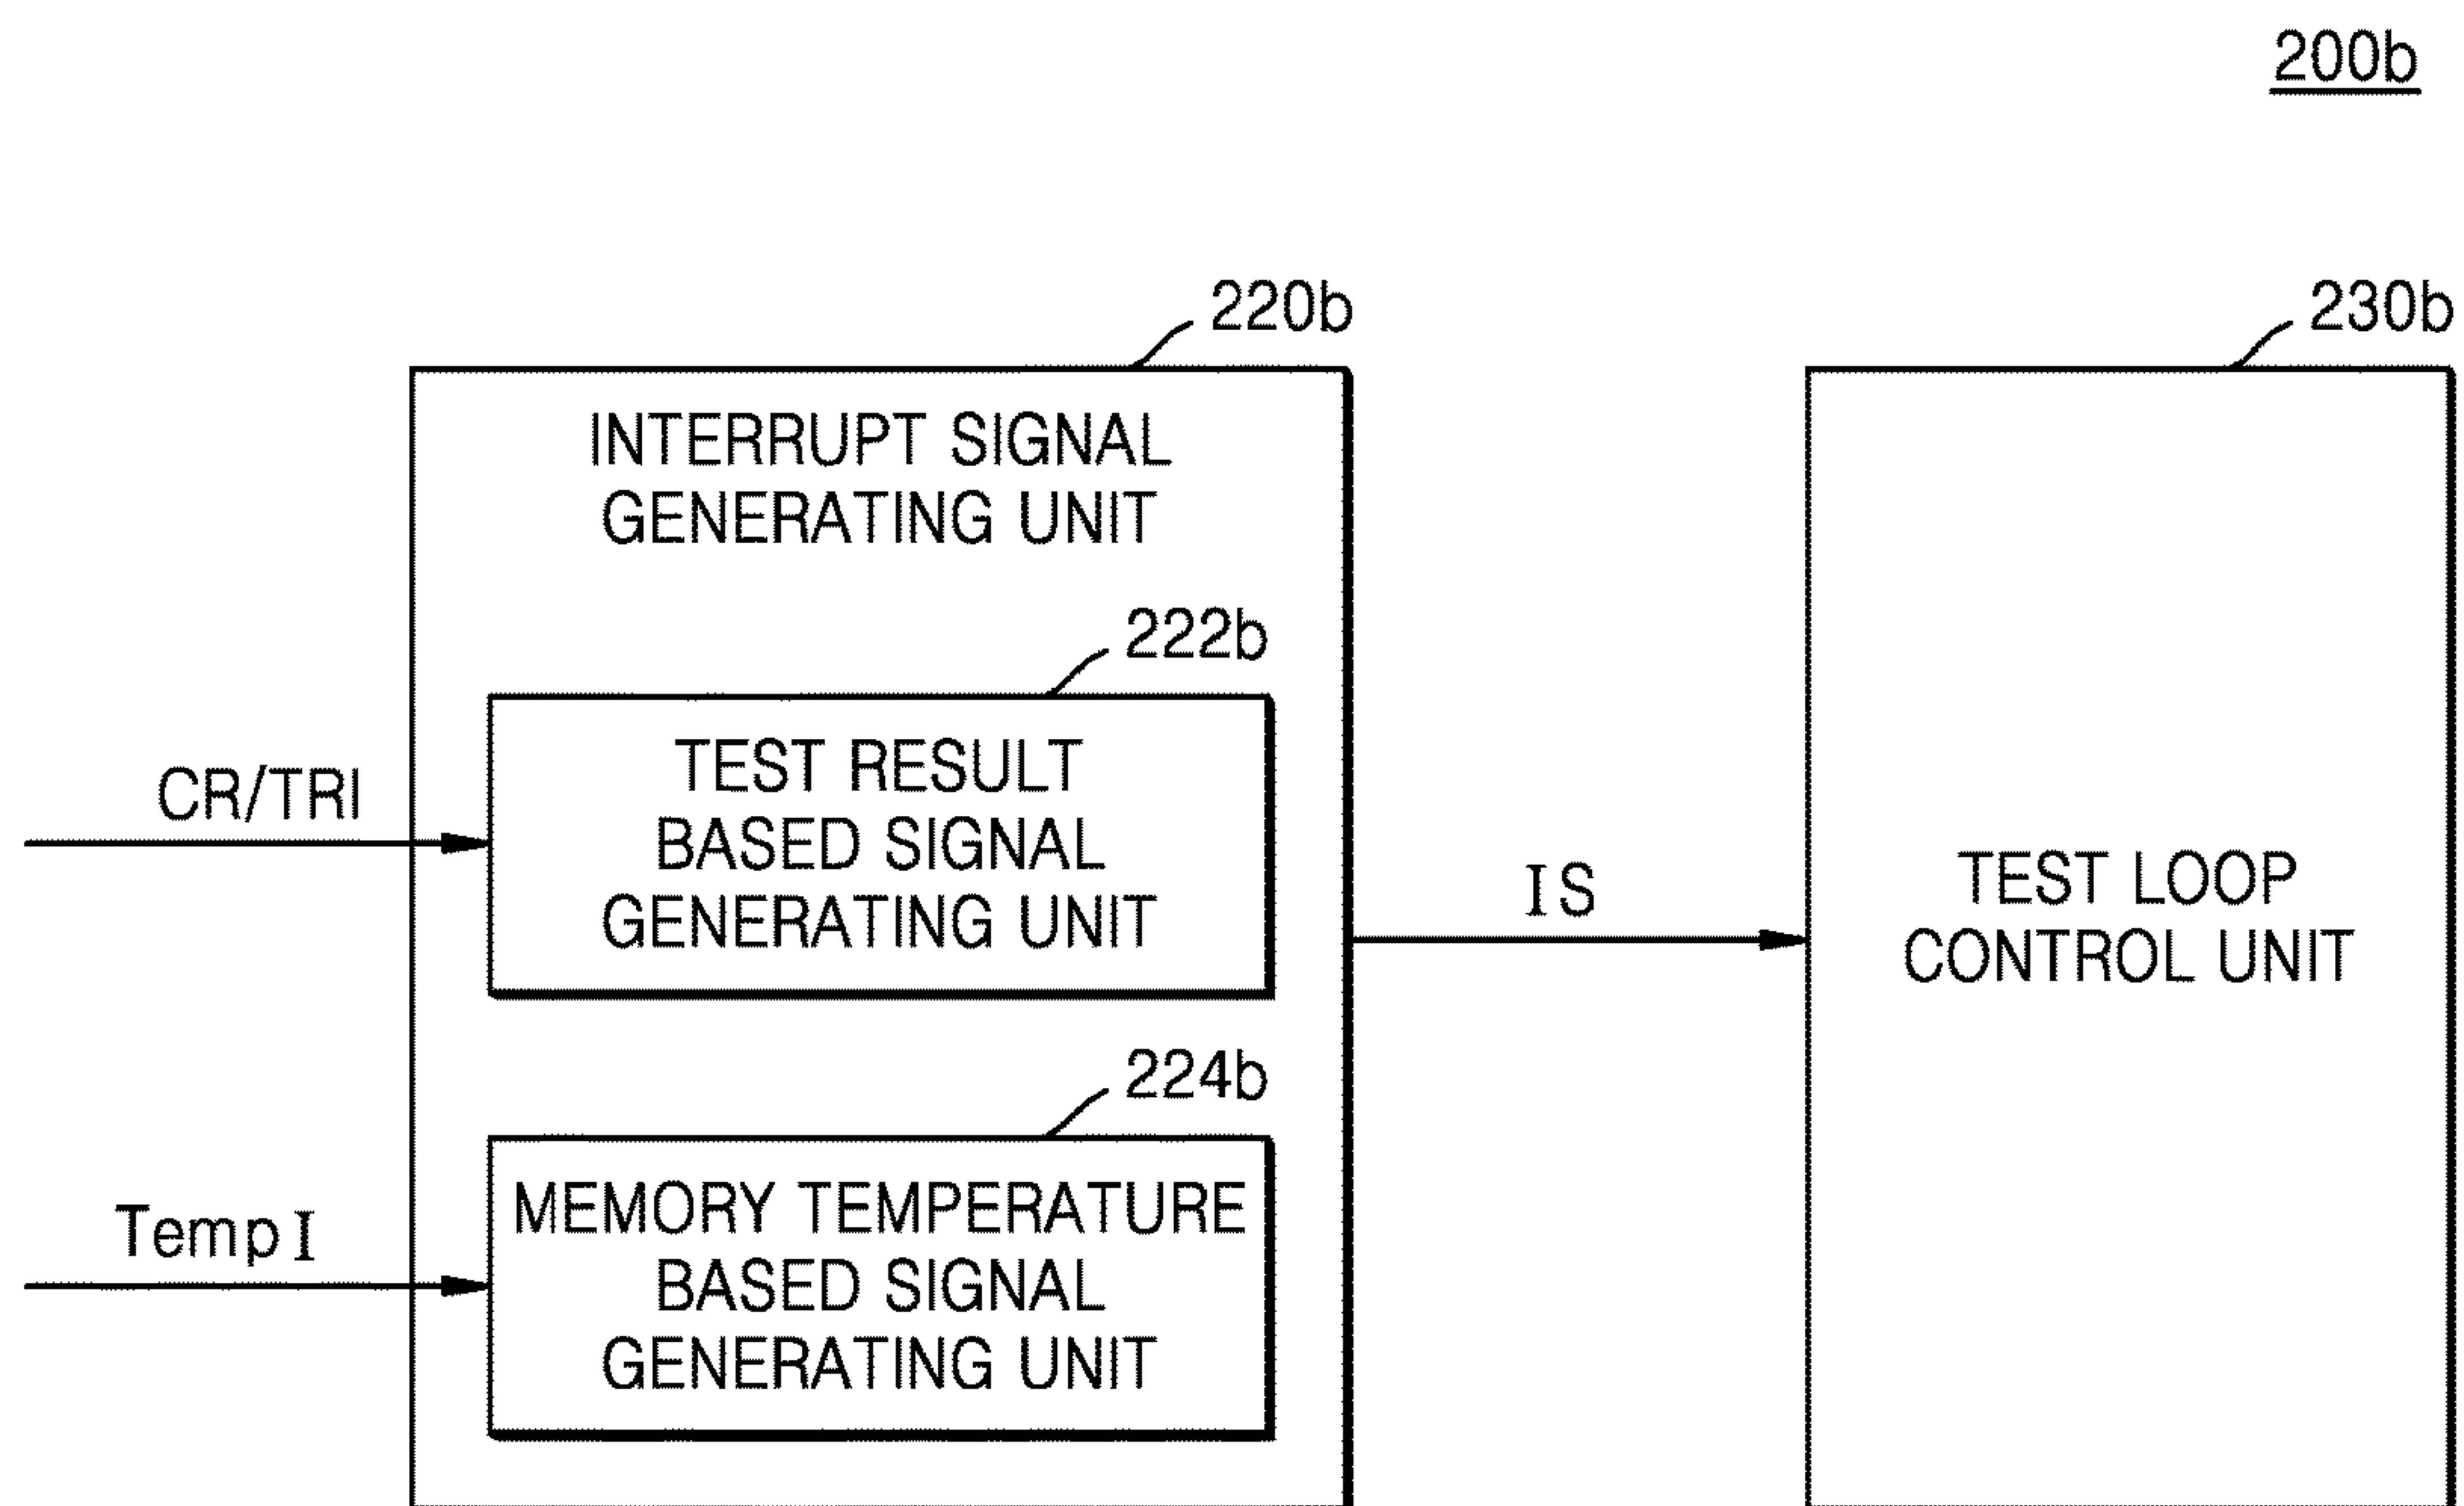 200b
220b
230b
INTERRUPT SIGNAL
GENERATING UNIT
222b
CR/TRI
TEST RESULT
BASED SIGNAL
GENERATING UNIT
IS
TEST LOOP
CONTROL UNIT
224b
Temp I
MEMORY TEMPERATURE
BASED SIGNAL
GENERATING UNIT